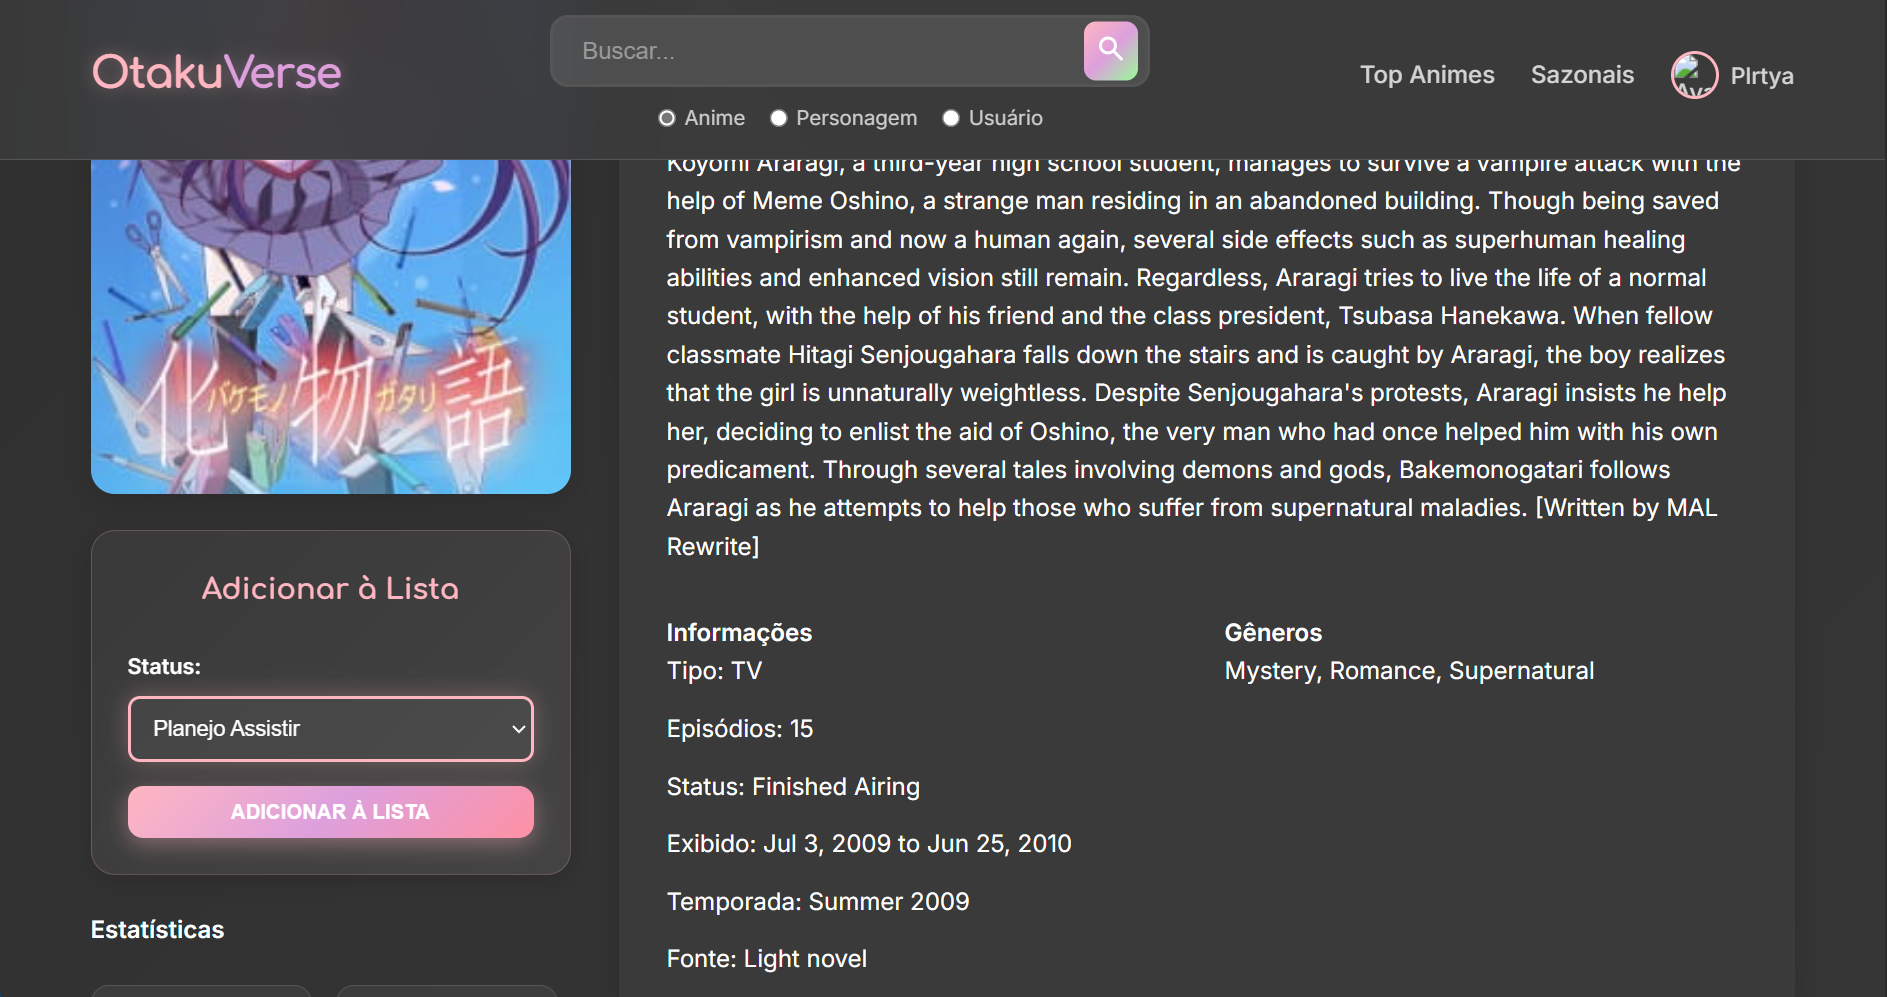 OtakuVerse
Buscar...
Anime
Personagem
Usuário
Top Animes
Sazonais
PIrtya
化物語
バケモノガタリ
Adicionar à Lista
Status:
Planejo Assistir
ADICIONAR À LISTA
Estatísticas
Koyomi Araragi, a third-year high school student, manages to survive a vampire attack with the
help of Meme Oshino, a strange man residing in an abandoned building. Though being saved
from vampirism and now a human again, several side effects such as superhuman healing
abilities and enhanced vision still remain. Regardless, Araragi tries to live the life of a normal
student, with the help of his friend and the class president, Tsubasa Hanekawa. When fellow
classmate Hitagi Senjougahara falls down the stairs and is caught by Araragi, the boy realizes
that the girl is unnaturally weightless. Despite Senjougahara's protests, Araragi insists he help
her, deciding to enlist the aid of Oshino, the very man who had once helped him with his own
predicament. Through several tales involving demons and gods, Bakemonogatari follows
Araragi as he attempts to help those who suffer from supernatural maladies. [Written by MAL
Rewrite]
Informações
Tipo: TV
Episódios: 15
Status: Finished Airing
Exibido: Jul 3, 2009 to Jun 25, 2010
Temporada: Summer 2009
Fonte: Light novel
Gêneros
Mystery, Romance, Supernatural